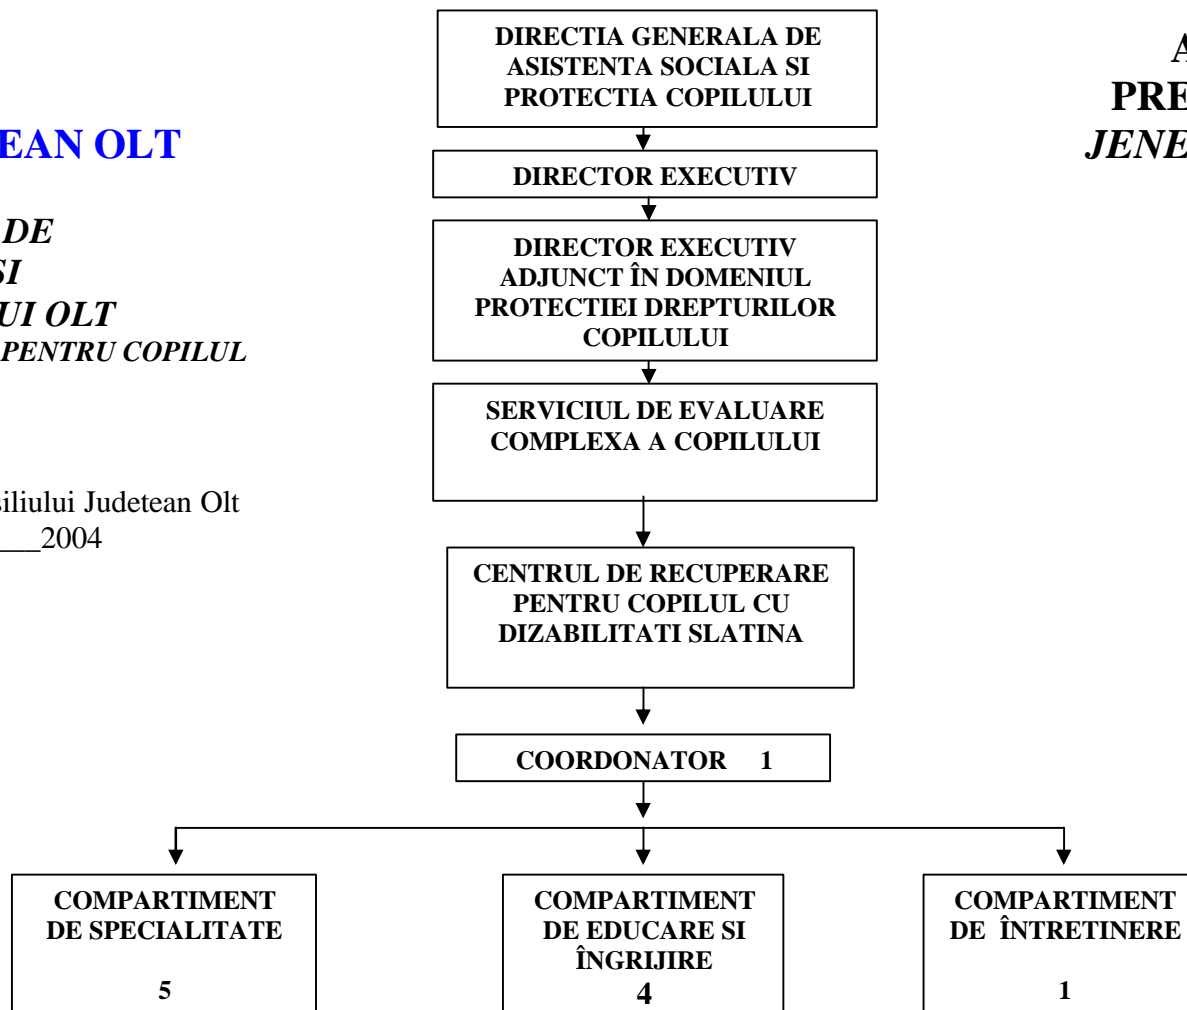 DIRECTIA GENERALA DE
ASISTENTA SOCIALA SI
PROTECTIA COPILULUI
A
PRE
JENE
EAN OLT
DE
SI
UI OLT
PENTRU COPILUL
siliului Judetean Olt
___2004
DIRECTOR EXECUTIV
DIRECTOR EXECUTIV
ADJUNCT ÎN DOMENIUL
PROTECTIEI DREPTURILOR
COPILULUI
SERVICIUL DE EVALUARE
COMPLEXA A COPILULUI
CENTRUL DE RECUPERARE
PENTRU COPILUL CU
DIZABILITATI SLATINA
COORDONATOR 1
COMPARTIMENT
DE SPECIALITATE
5
COMPARTIMENT
DE EDUCARE SI
ÎNGRIJIRE
4
COMPARTIMENT
DE ÎNTRETINERE
1